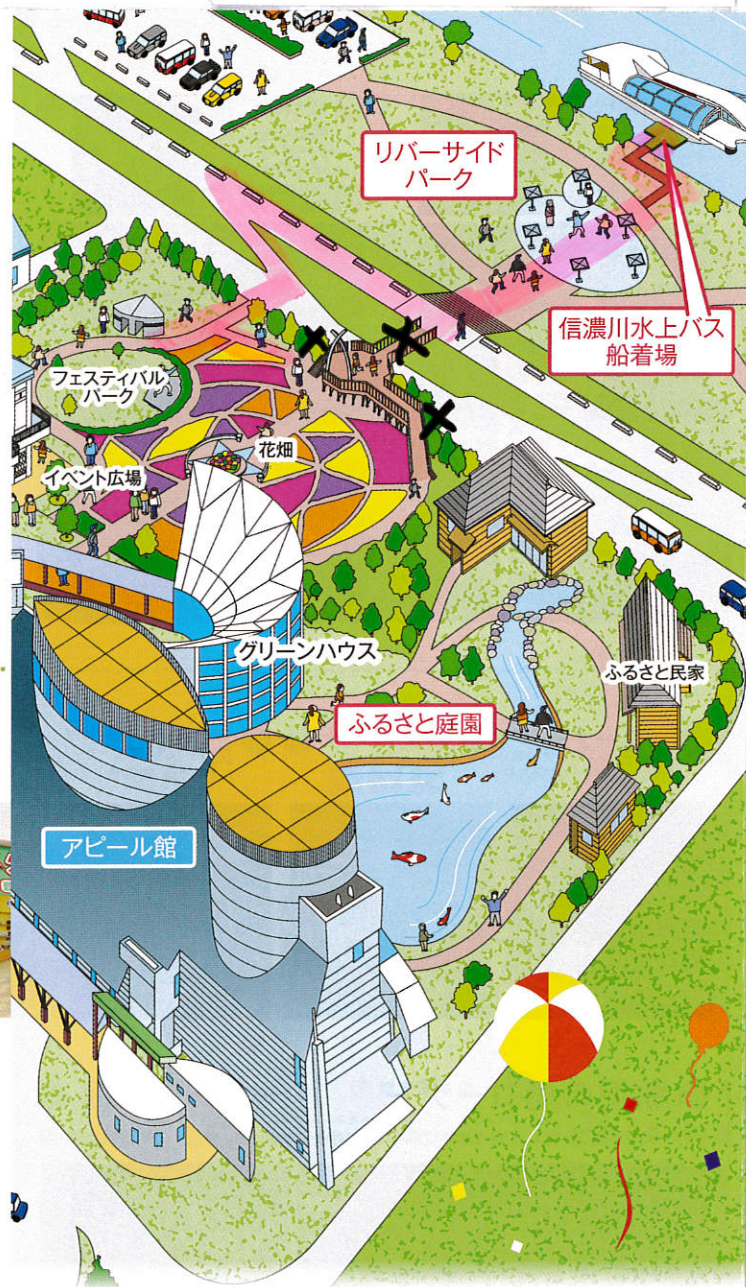 リバーサイド
パーク
信濃川水上バス
船着場
フェスティバル
パーク
花畑
イベント広場
グリーンハウス
ふるさと民家
ふるさと庭園
アピール館